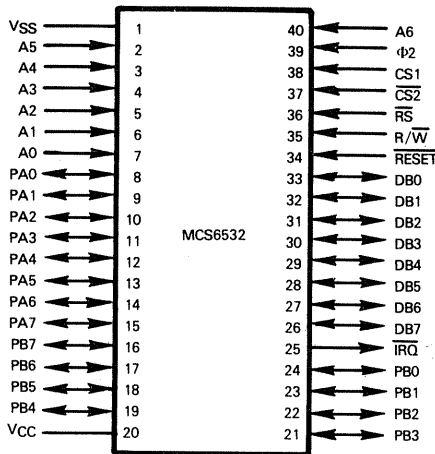 VSS 1 40 A6
A5 2 39 Φ2
A4 3 38 CS1
A3 4 37 C̅S̅2̅
A2 5 36 R̅S̅
A1 6 35 R/W̅
A0 7 34 R̅E̅S̅E̅T̅
PA0 8 33 DB0
PA1 9 32 DB1
PA2 10 31 DB2
PA3 11 MCS6532 30 DB3
PA4 12 29 DB4
PA5 13 28 DB5
PA6 14 27 DB6
PA7 15 26 DB7
PB7 16 25 I̅R̅Q̅
PB6 17 24 PB0
PB5 18 23 PB1
PB4 19 22 PB2
VCC 20 21 PB3